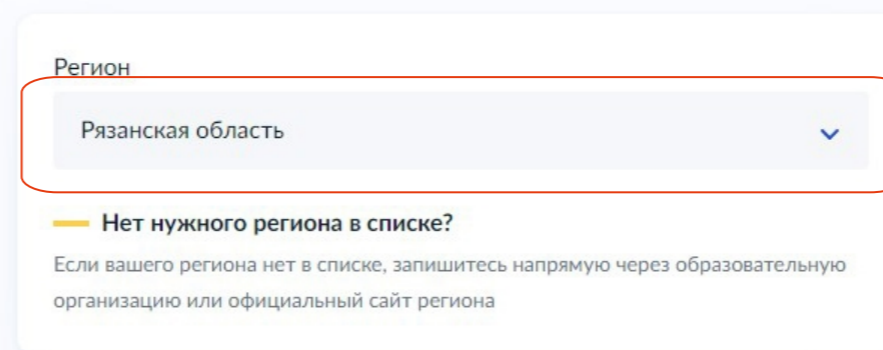 Регион
Рязанская область
Нет нужного региона в списке?
Если вашего региона нет в списке, запишитесь напрямую через образовательную
организацию или официальный сайт региона